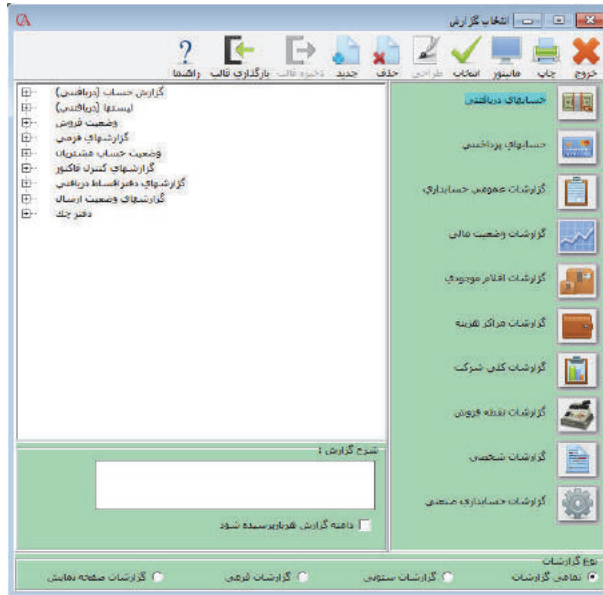 انتخاب گزارش
خروج
چاپ
مانیتور
انتخاب
طراحی
حذف
جدید
ذخیره قالب
بارگذاری قالب
راهنما
حسابهای دریافتنی
حسابهای پرداختنی
گزارشات عمومی حسابداری
گزارشات وضعیت مالی
گزارشات اقلام موجودی
گزارشات مراکز هزینه
گزارشات کلی شرکت
گزارشات نقطه فروش
گزارشات شخصی
گزارشات حسابداری صنعتی
گزارش حساب (دریافتنی)
لیستها (دریافتنی)
وضعیت فروش
گزارشهای فرمی
وضعیت حساب مشتریان
گزارشهای کنترل فاکتور
گزارشهای دفتر اقساط دریافتی
گزارشهای وضعیت ارسال
دفتر چک
شرح گزارش :
دامنه گزارش هربارپرسیده شود
نوع گزارشات
تمامی گزارشات
گزارشات ستونی
گزارشات فرمی
گزارشات صفحه نمایش